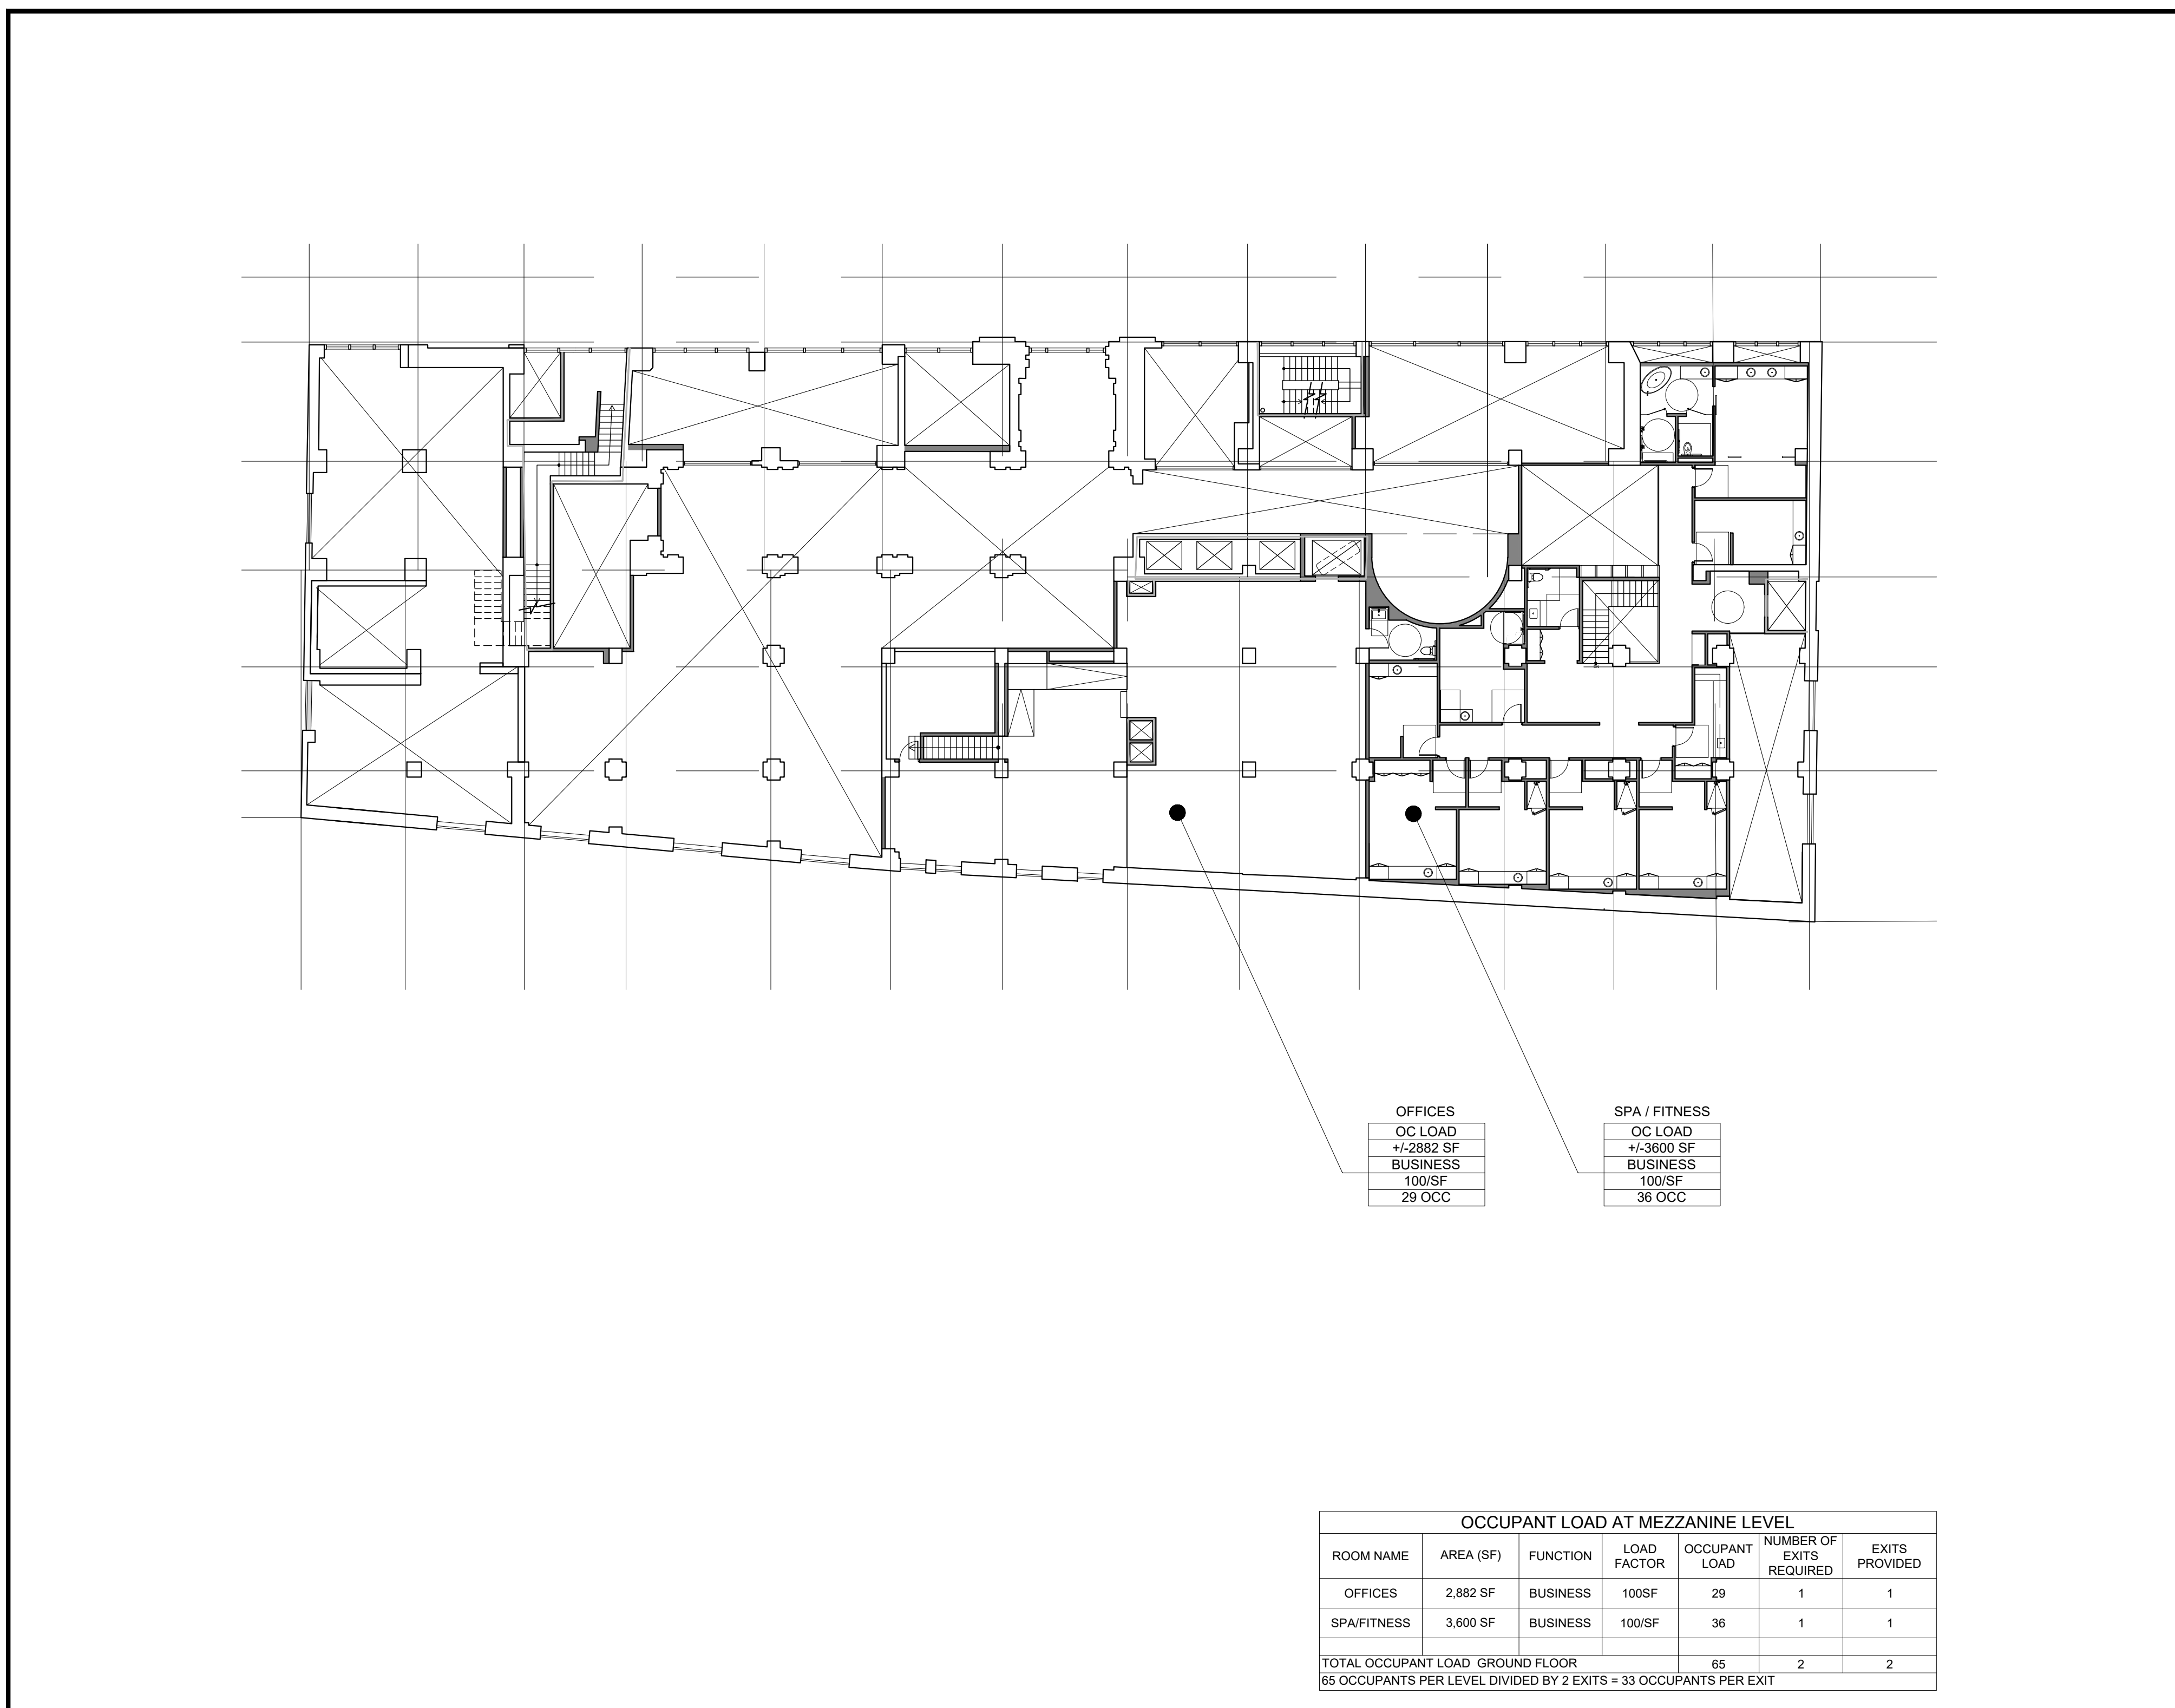 OFFICES
OC LOAD
+/-2882 SF
BUSINESS
100/SF
29 OCC
SPA / FITNESS
OC LOAD
+/-3600 SF
BUSINESS
100/SF
36 OCC
OCCUPANT LOAD AT MEZZANINE LEVEL
ROOM NAME AREA (SF) FUNCTION LOAD FACTOR OCCUPANT LOAD NUMBER OF EXITS REQUIRED EXITS PROVIDED
OFFICES 2,882 SF BUSINESS 100SF 29 1 1
SPA/FITNESS 3,600 SF BUSINESS 100/SF 36 1 1
TOTAL OCCUPANT LOAD GROUND FLOOR 65 2 2
65 OCCUPANTS PER LEVEL DIVIDED BY 2 EXITS = 33 OCCUPANTS PER EXIT